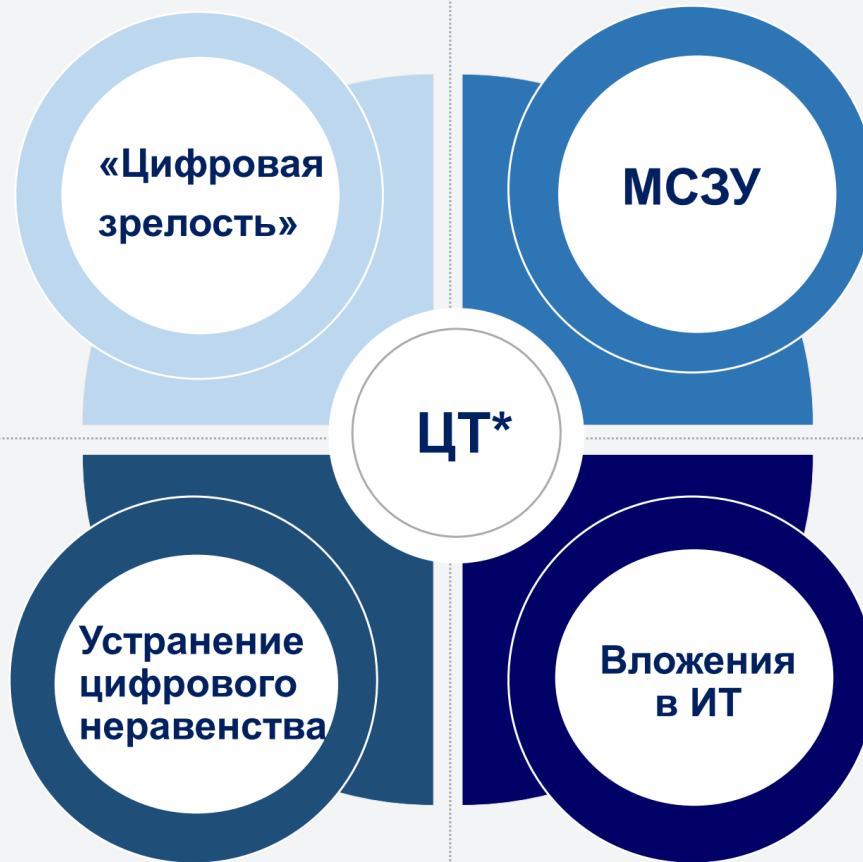 «Цифровая
зрелость»
МСЗУ
ЦТ*
Устранение
цифрового
неравенства
Вложения
в ИТ